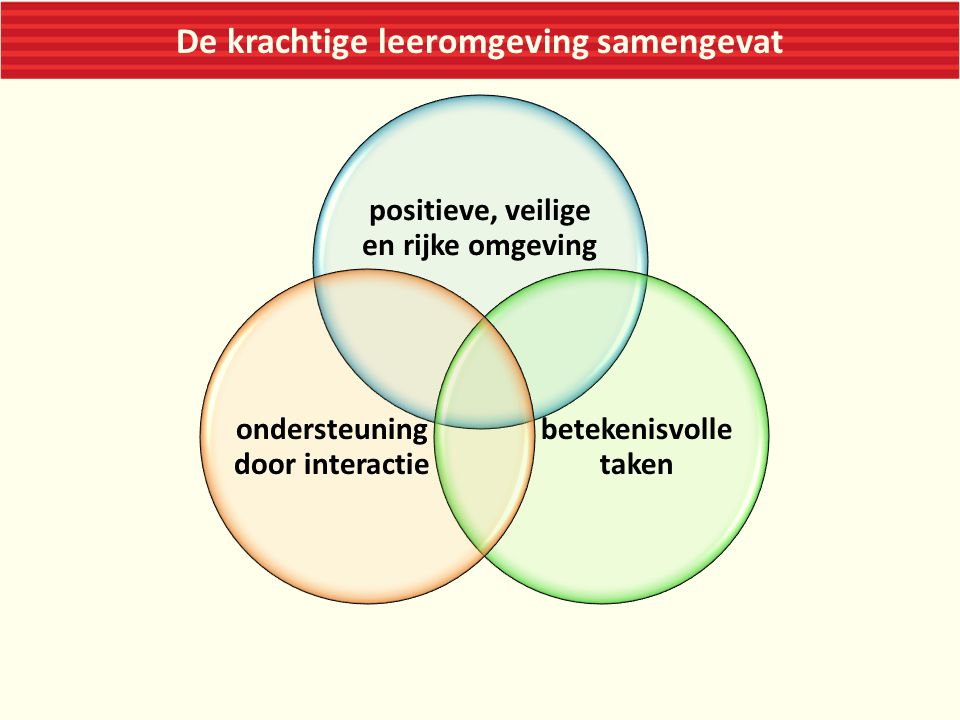 De krachtige leeromgeving samengevat
positieve, veilige
en rijke omgeving
ondersteuning
door interactie
betekenisvolle
taken